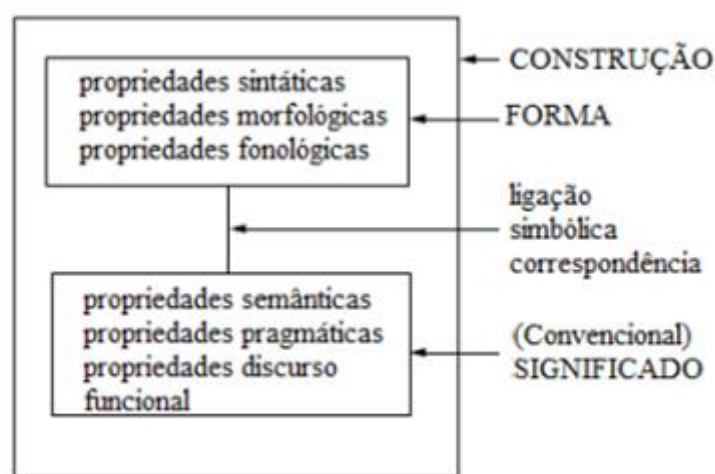 CONSTRUÇÃO
propriedades sintáticas
propriedades morfológicas
propriedades fonológicas
FORMA
ligação
simbólica
correspondência
propriedades semânticas
propriedades pragmáticas
propriedades discurso
funcional
(Convencional)
SIGNIFICADO